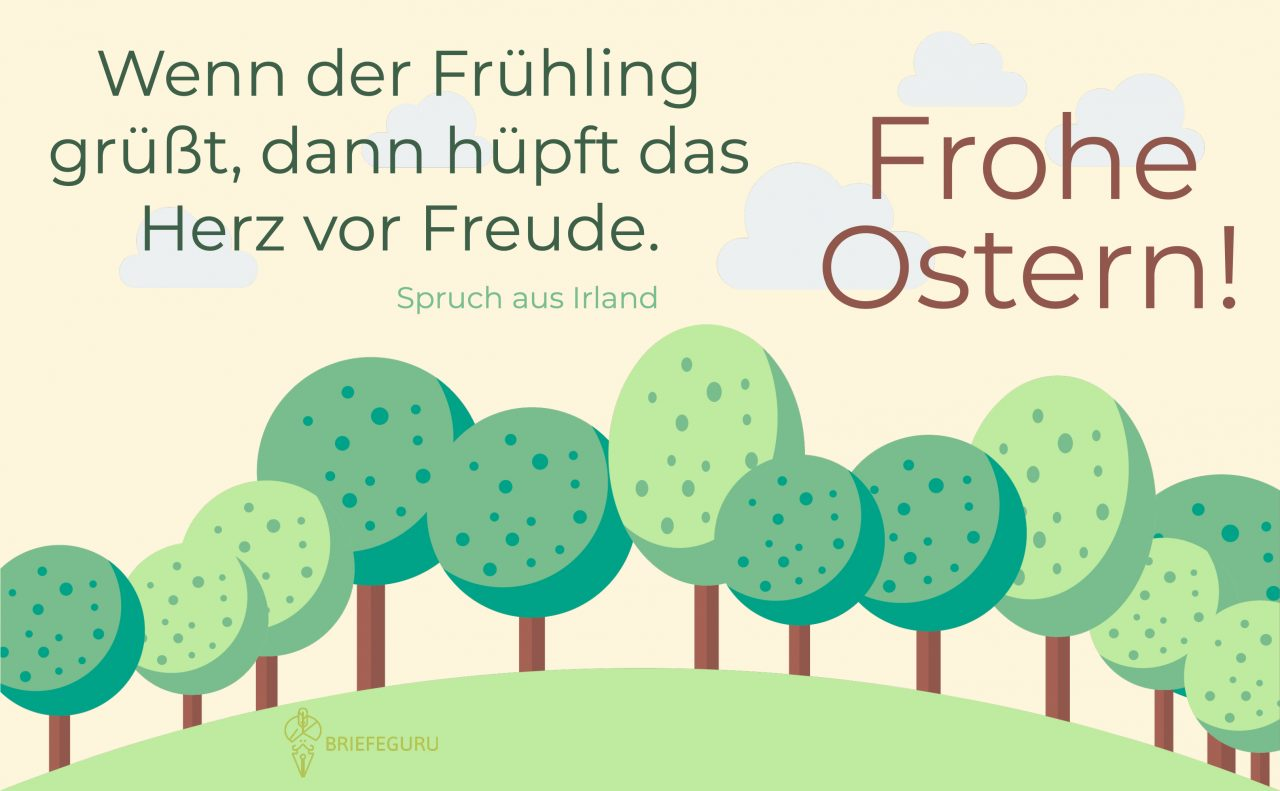 Wenn der Frühling
grüßt, dann hüpft das
Herz vor Freude.
Spruch aus Irland
Frohe
Ostern!
BRIEFEGURU